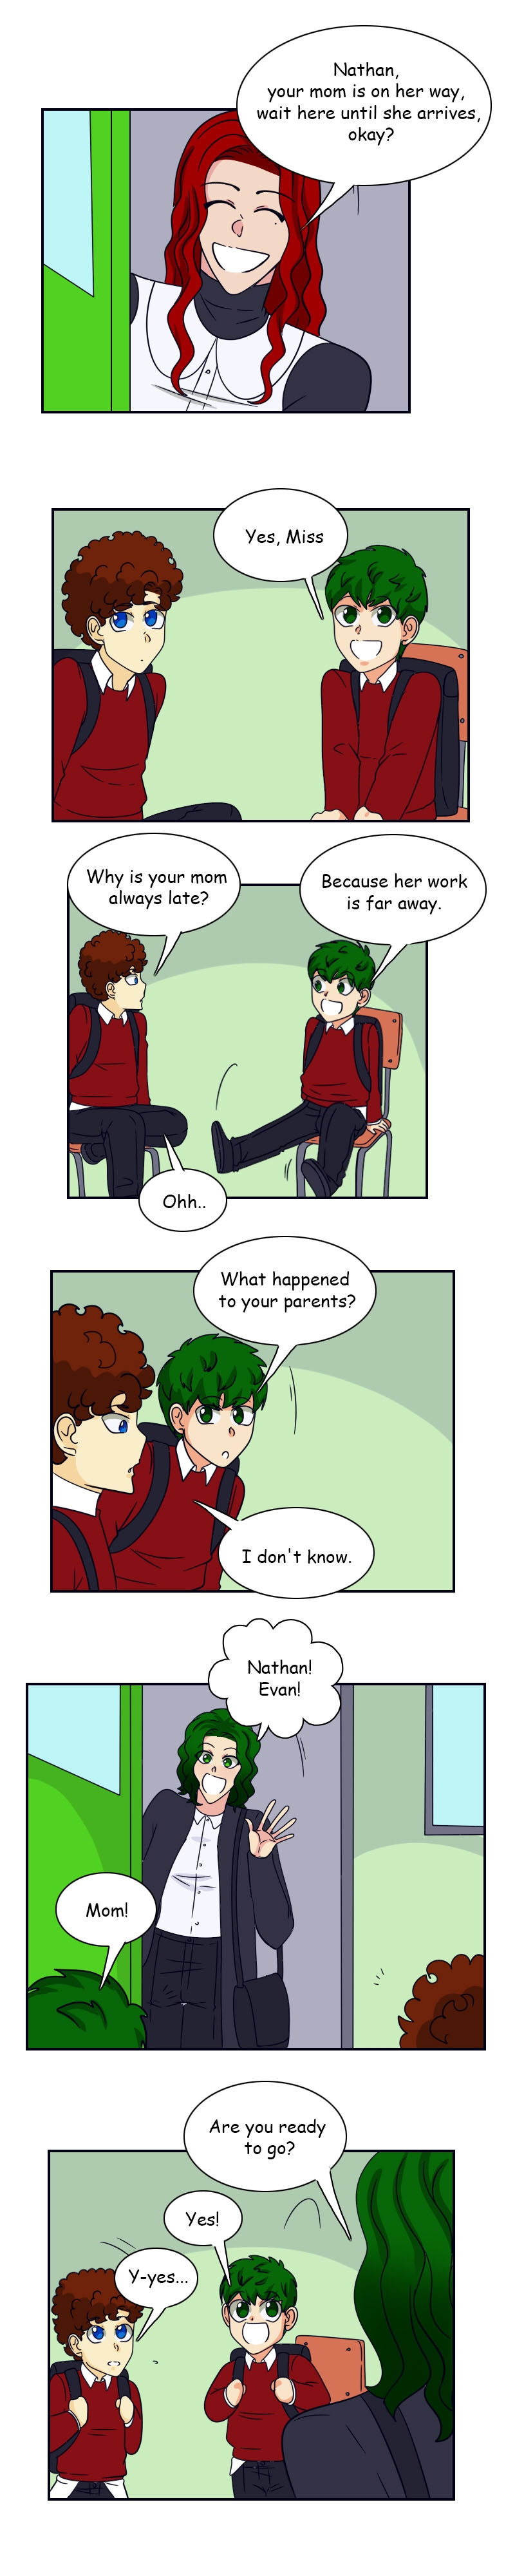 Nathan,
your mom is on her way,
wait here until she arrives,
okay?
Yes, Miss
Why is your mom
always late?
Because her work
is far away.
Ohh..
What happened
to your parents?
I don't know.
Nathan!
Evan!
Mom!
Are you ready
to go?
Yes!
Y-yes...